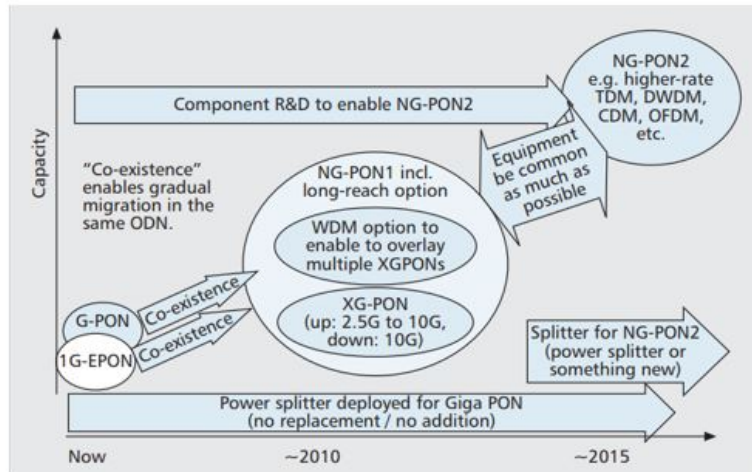 Capacity
NG-PON2
e.g. higher-rate
TDM, DWDM,
CDM, OFDM,
etc.
Component R&D to enable NG-PON2
Equipment
be common
as much as
possible
"Co-existence"
enables gradual
migration in the
same ODN.
NG-PON1 incl.
long-reach option
WDM option to
enable to overlay
multiple XGPONs
XG-PON
(up: 2.5G to 10G,
down: 10G)
G-PON
Co-existence
1G-EPON
Co-existence
Splitter for NG-PON2
(power splitter or
something new)
Power splitter deployed for Giga PON
(no replacement / no addition)
Now
~2010
~2015